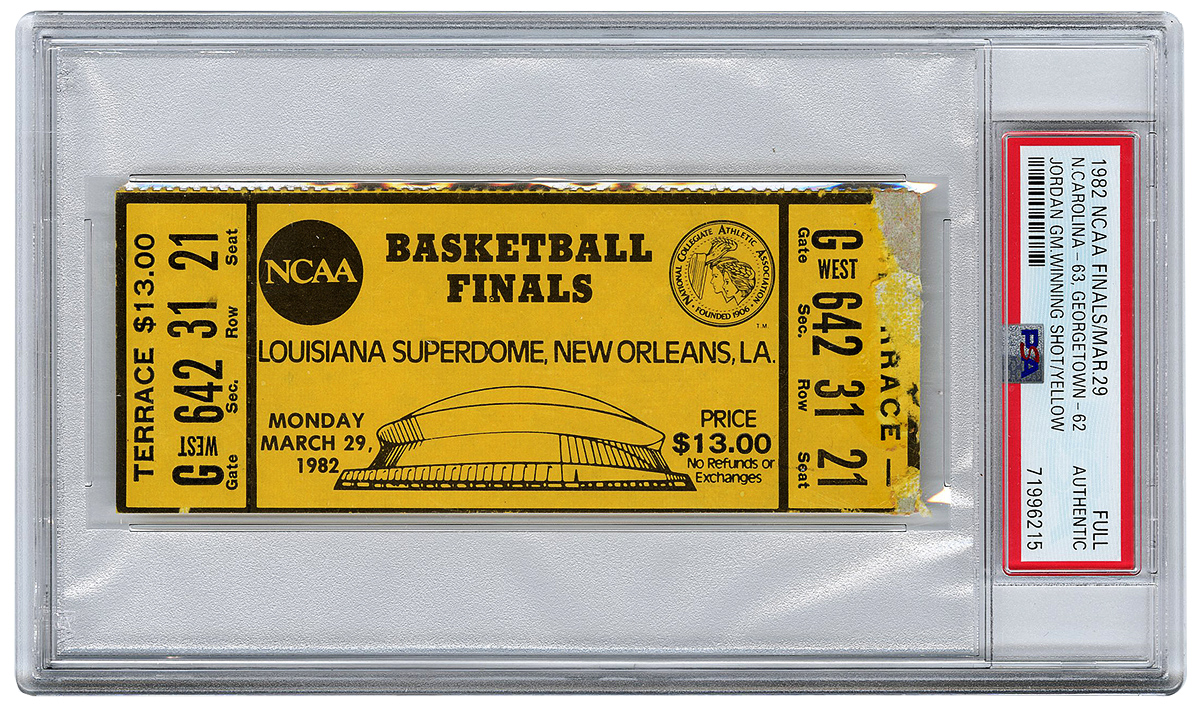 TERRACE $13.00
G WEST 642 31 21
Gate Sec. Row Seat
NCAA
BASKETBALL
FINALS
NATIONAL COLLEGIATE ATHLETIC ASSOCIATION
FOUNDED 1906
T.M.
LOUISIANA SUPERDOME, NEW ORLEANS, LA.
MONDAY
MARCH 29,
1982
PRICE
$13.00
No Refunds or
Exchanges
G WEST 642 31 21
Gate Sec. Row Seat
RRACE —
1982 NCAA FINALS/MAR.29 FULL
N.CAROLINA-63, GEORGETOWN-62 AUTHENTIC
JORDAN GM.WINNING SHOT/YELLOW
71996215
PSA